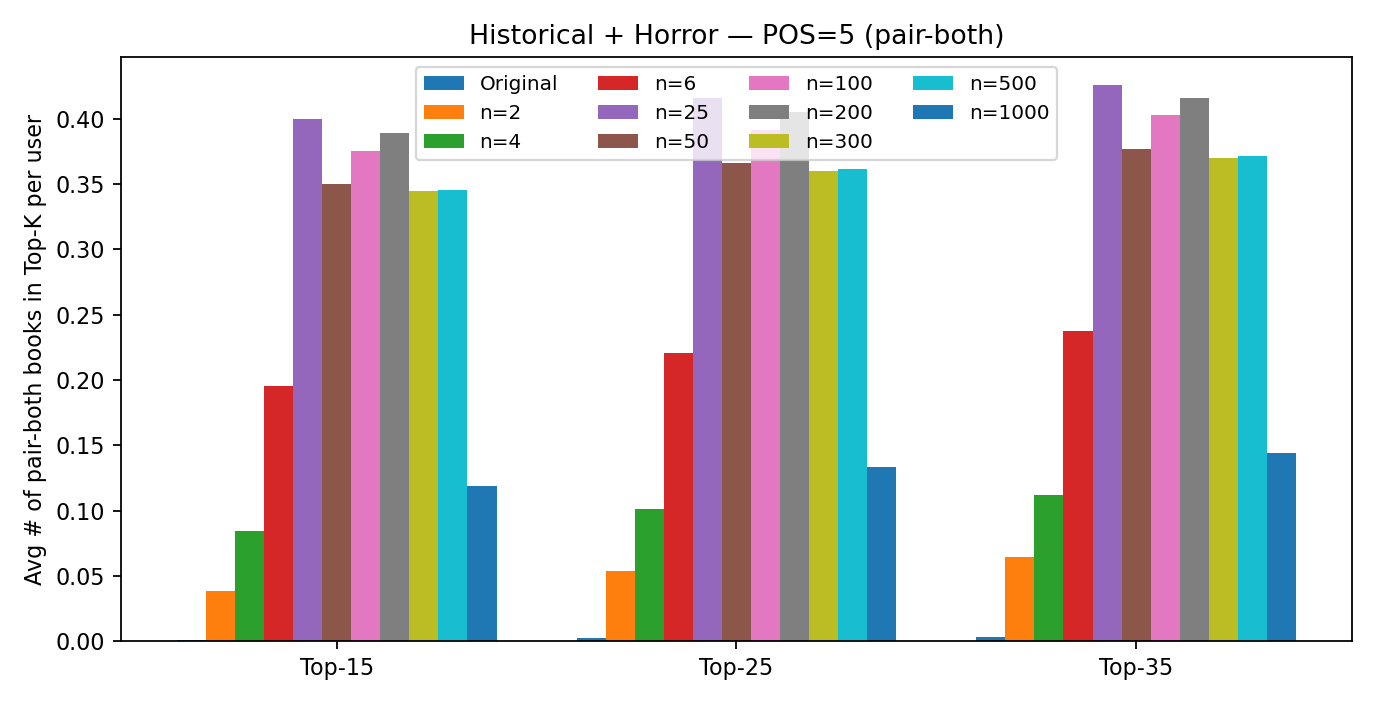 Historical + Horror — POS=5 (pair-both)
Original
n=2
n=4
n=6
n=25
n=50
n=100
n=200
n=300
n=500
n=1000
Avg # of pair-both books in Top-K per user
0.40
0.35
0.30
0.25
0.20
0.15
0.10
0.05
0.00
Top-15 Top-25 Top-35